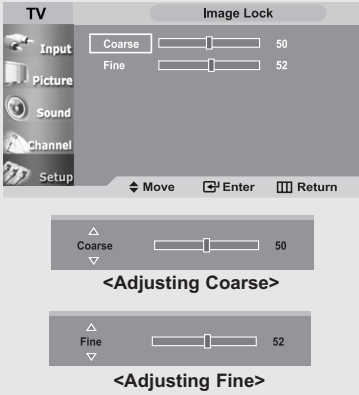 TV
Image Lock
Input
Picture
Sound
Channel
Setup
Coarse 50
Fine 52
Move Enter Return
Coarse 50
<Adjusting Coarse>
Fine 52
<Adjusting Fine>